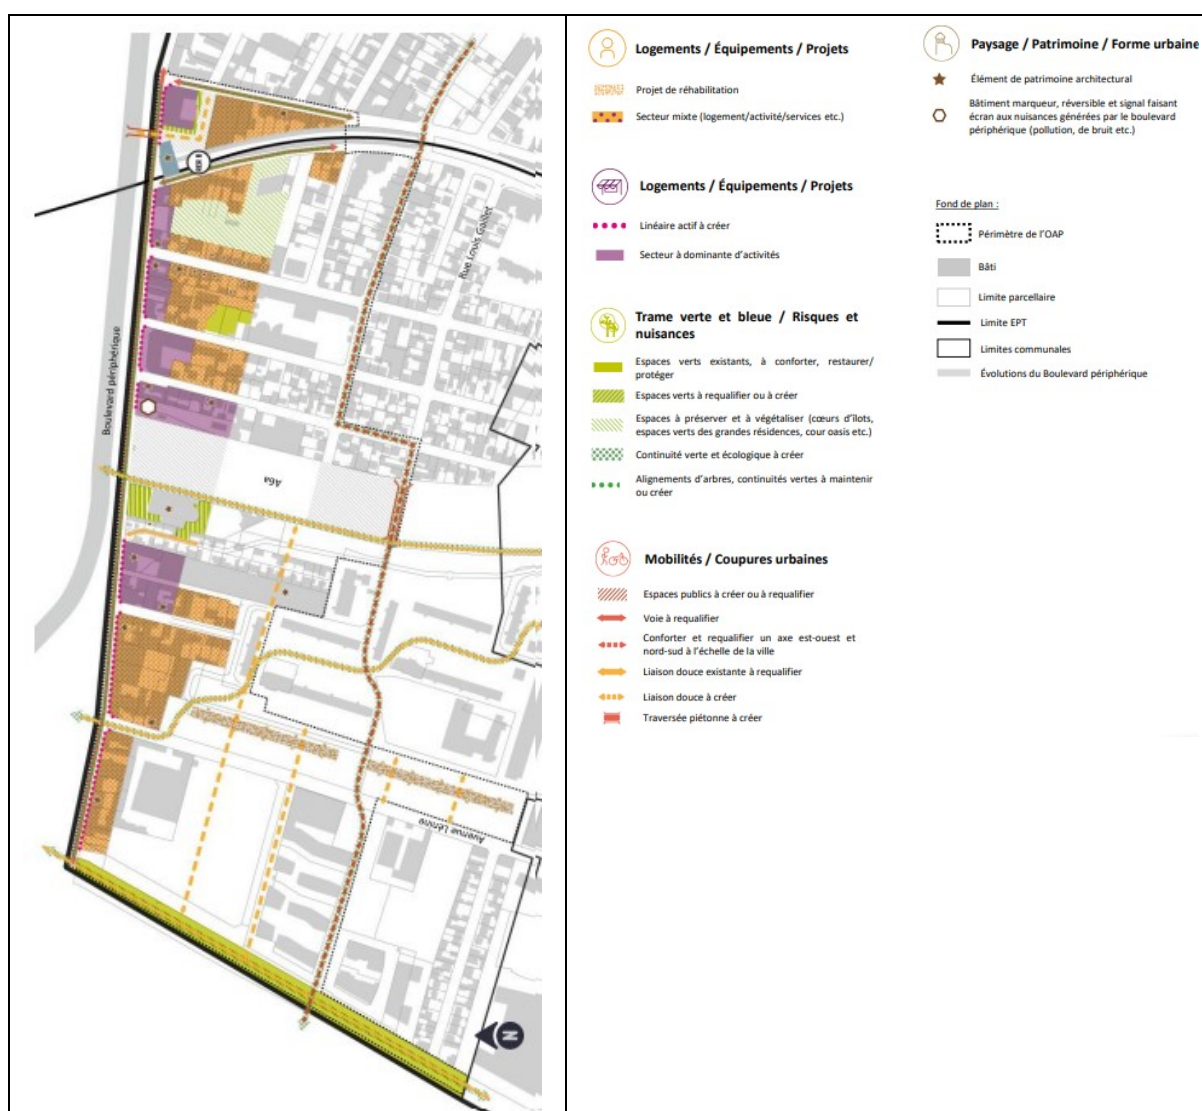 Boulevard périphérique
RER B
Rue Louis Gaillet
A6a
Avenue Lénine
N
Logements / Équipements / Projets
Projet de réhabilitation
Secteur mixte (logement/activité/services etc.)
Logements / Équipements / Projets
Linéaire actif à créer
Secteur à dominante d'activités
Trame verte et bleue / Risques et
nuisances
Espaces verts existants, à conforter, restaurer/
protéger
Espaces verts à requalifier ou à créer
Espaces à préserver et à végétaliser (cœurs d'îlots,
espaces verts des grandes résidences, cour oasis etc.)
Continuité verte et écologique à créer
Alignements d'arbres, continuités vertes à maintenir
ou créer
Mobilités / Coupures urbaines
Espaces publics à créer ou à requalifier
Voie à requalifier
Conforter et requalifier un axe est-ouest et
nord-sud à l'échelle de la ville
Liaison douce existante à requalifier
Liaison douce à créer
Traversée piétonne à créer
Paysage / Patrimoine / Forme urbaine
Élément de patrimoine architectural
Bâtiment marqueur, réversible et signal faisant
écran aux nuisances générées par le boulevard
périphérique (pollution, de bruit etc.)
Fond de plan :
Périmètre de l'OAP
Bâti
Limite parcellaire
Limite EPT
Limites communales
Évolutions du Boulevard périphérique